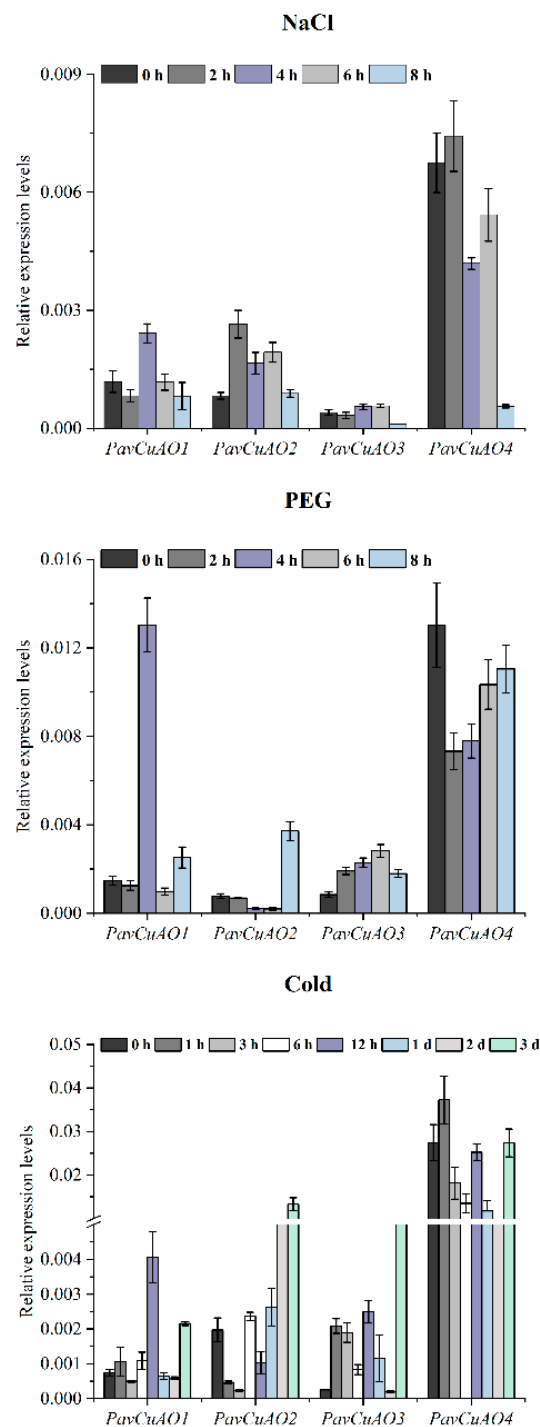 NaCl
0.009
0 h 2 h 4 h 6 h 8 h
0.006
Relative expression levels
0.003
0.000
PavCuAO1 PavCuAO2 PavCuAO3 PavCuAO4
PEG
0.016
0 h 2 h 4 h 6 h 8 h
0.012
Relative expression levels
0.008
0.004
0.000
PavCuAO1 PavCuAO2 PavCuAO3 PavCuAO4
Cold
0.05
0 h 1 h 3 h 6 h 12 h 1 d 2 d 3 d
0.04
0.03
0.02
Relative expression levels
0.004
0.003
0.002
0.001
0.000
PavCuAO1 PavCuAO2 PavCuAO3 PavCuAO4